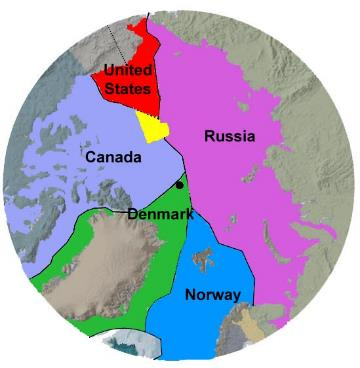 United
States
Russia
Canada
Denmark
Norway